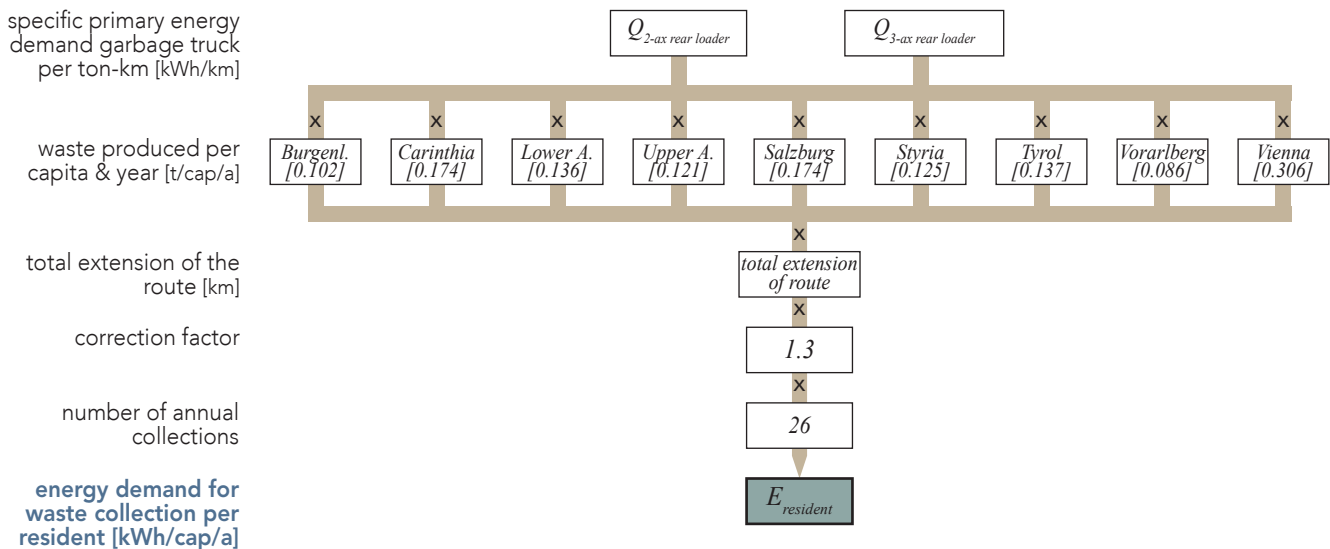 specific primary energy
demand garbage truck
per ton-km [kWh/km]
Q 2-ax rear loader
Q 3-ax rear loader
x x x x x x x x x
waste produced per
capita & year [t/cap/a]
Burgenl.
[0.102]
Carinthia
[0.174]
Lower A.
[0.136]
Upper A.
[0.121]
Salzburg
[0.174]
Styria
[0.125]
Tyrol
[0.137]
Vorarlberg
[0.086]
Vienna
[0.306]
x
total extension of the
route [km]
total extension
of route
x
correction factor
1.3
x
number of annual
collections
26
energy demand for
waste collection per
resident [kWh/cap/a]
E resident